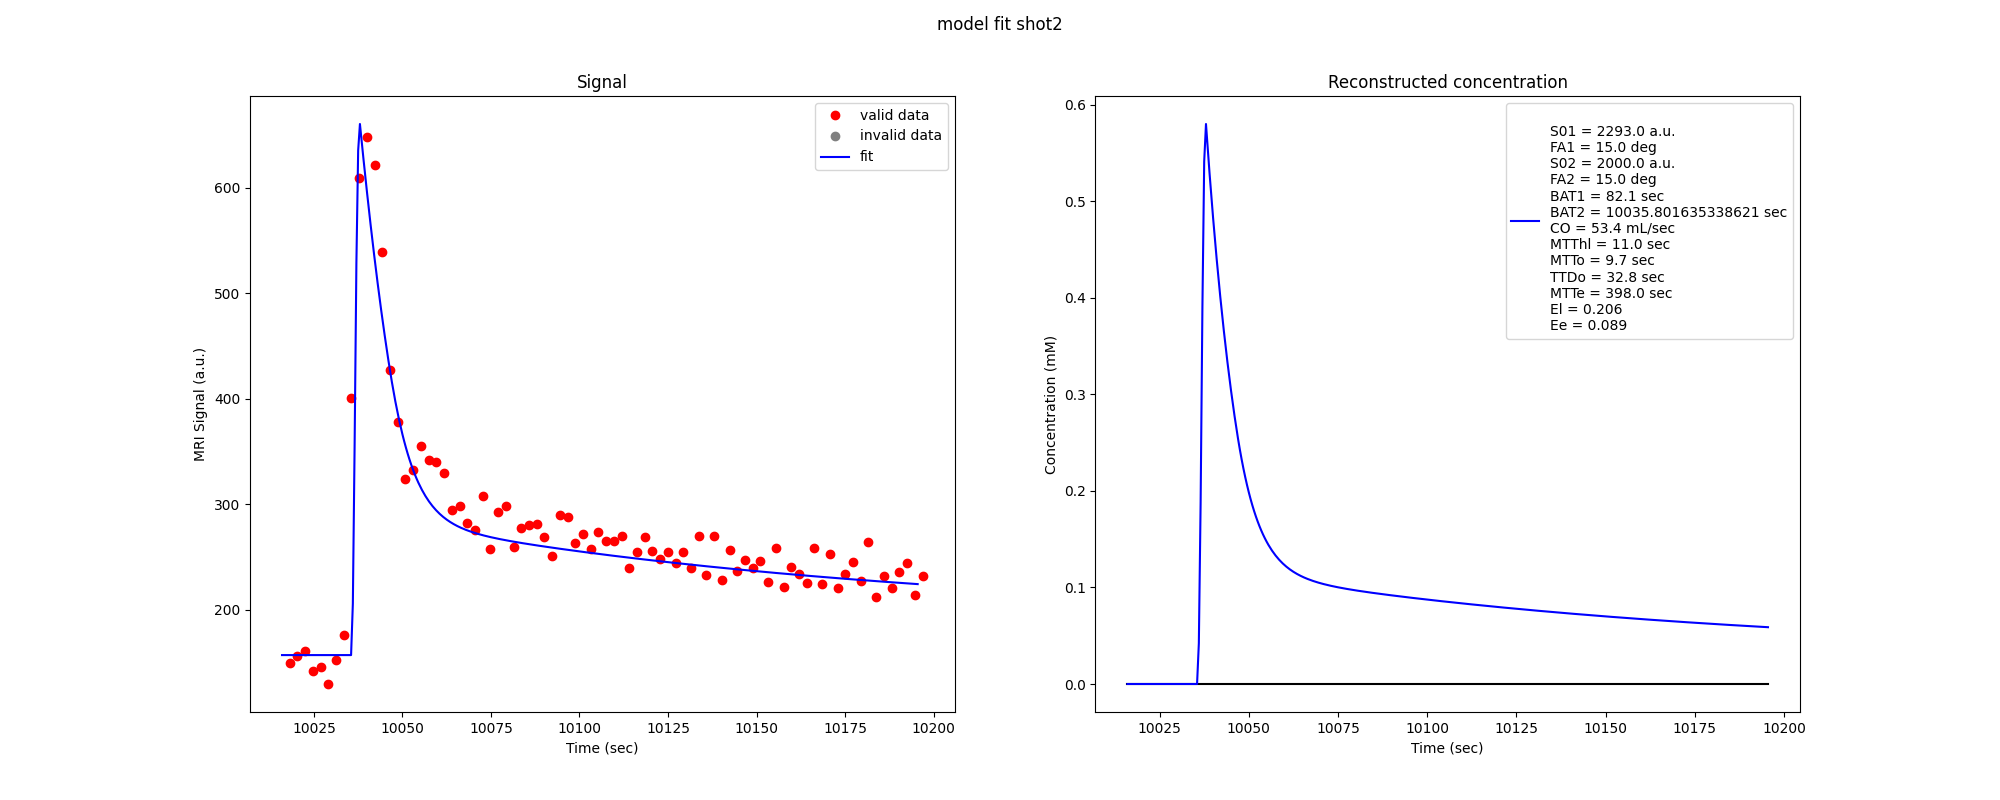 model fit shot2
Signal
MRI Signal (a.u.)
600
500
400
300
200
valid data
invalid data
fit
10025 10050 10075 10100 10125 10150 10175 10200
Time (sec)
Reconstructed concentration
Concentration (mM)
0.6
0.5
0.4
0.3
0.2
0.1
0.0
S01 = 2293.0 a.u.
FA1 = 15.0 deg
S02 = 2000.0 a.u.
FA2 = 15.0 deg
BAT1 = 82.1 sec
BAT2 = 10035.801635338621 sec
CO = 53.4 mL/sec
MTThl = 11.0 sec
MTTo = 9.7 sec
TTDo = 32.8 sec
MTTe = 398.0 sec
El = 0.206
Ee = 0.089
10025 10050 10075 10100 10125 10150 10175 10200
Time (sec)